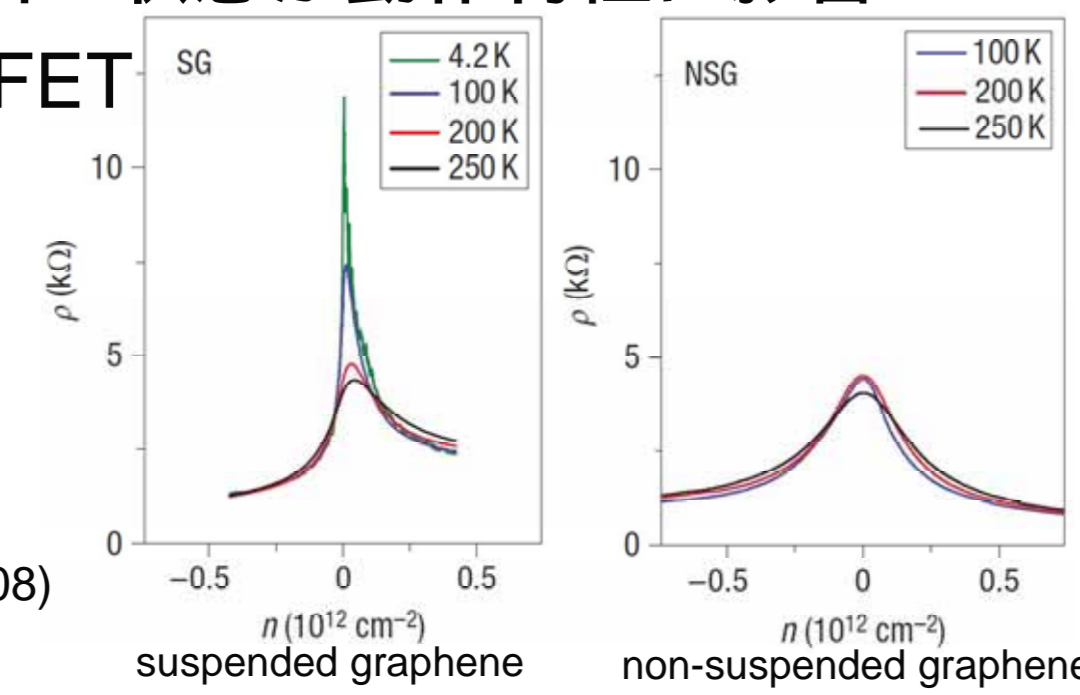 FET
SG
4.2 K
100 K
200 K
250 K
10
5
0
ρ (kΩ)
−0.5
0
0.5
n (10¹² cm⁻²)
suspended graphene
NSG
100 K
200 K
250 K
10
5
0
ρ (kΩ)
−0.5
0
0.5
n (10¹² cm⁻²)
non-suspended graphene
08)